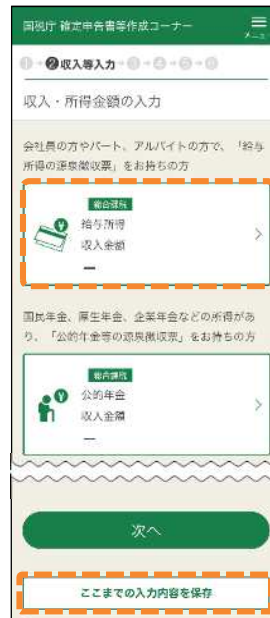 国税庁 確定申告書等作成コーナー
メニュー
1 2 収入等入力 3 4 5 6
収入・所得金額の入力
会社員の方やパート、アルバイトの方で、「給与
所得の源泉徴収票」をお持ちの方
総合課税
給与所得
収入金額
ー
国民年金、厚生年金、企業年金などの所得があ
り、「公的年金等の源泉徴収票」をお持ちの方
総合課税
公的年金
収入金額
ー
次へ
ここまでの入力内容を保存